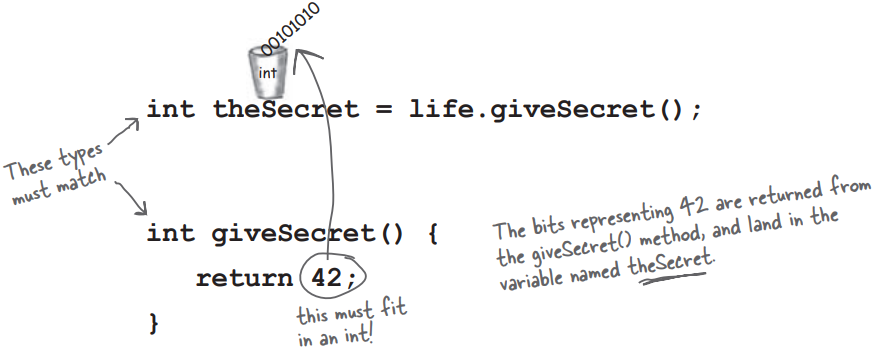 00101010
int
int theSecret = life.giveSecret();
These types
must match
int giveSecret() {
return 42;
this must fit
in an int!
}
The bits representing 42 are returned from
the giveSecret() method, and land in the
variable named theSecret.